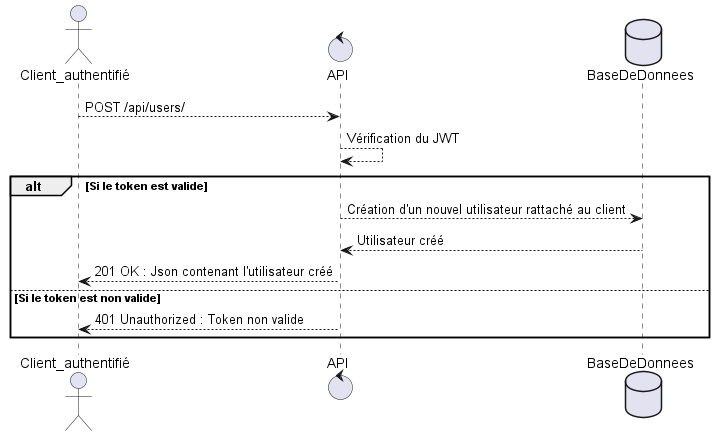 Client_authentifié
API
BaseDeDonnees
POST /api/users/
Vérification du JWT
alt
[Si le token est valide]
Création d'un nouvel utilisateur rattaché au client
Utilisateur créé
201 OK : Json contenant l'utilisateur créé
[Si le token est non valide]
401 Unauthorized : Token non valide
Client_authentifié
API
BaseDeDonnees